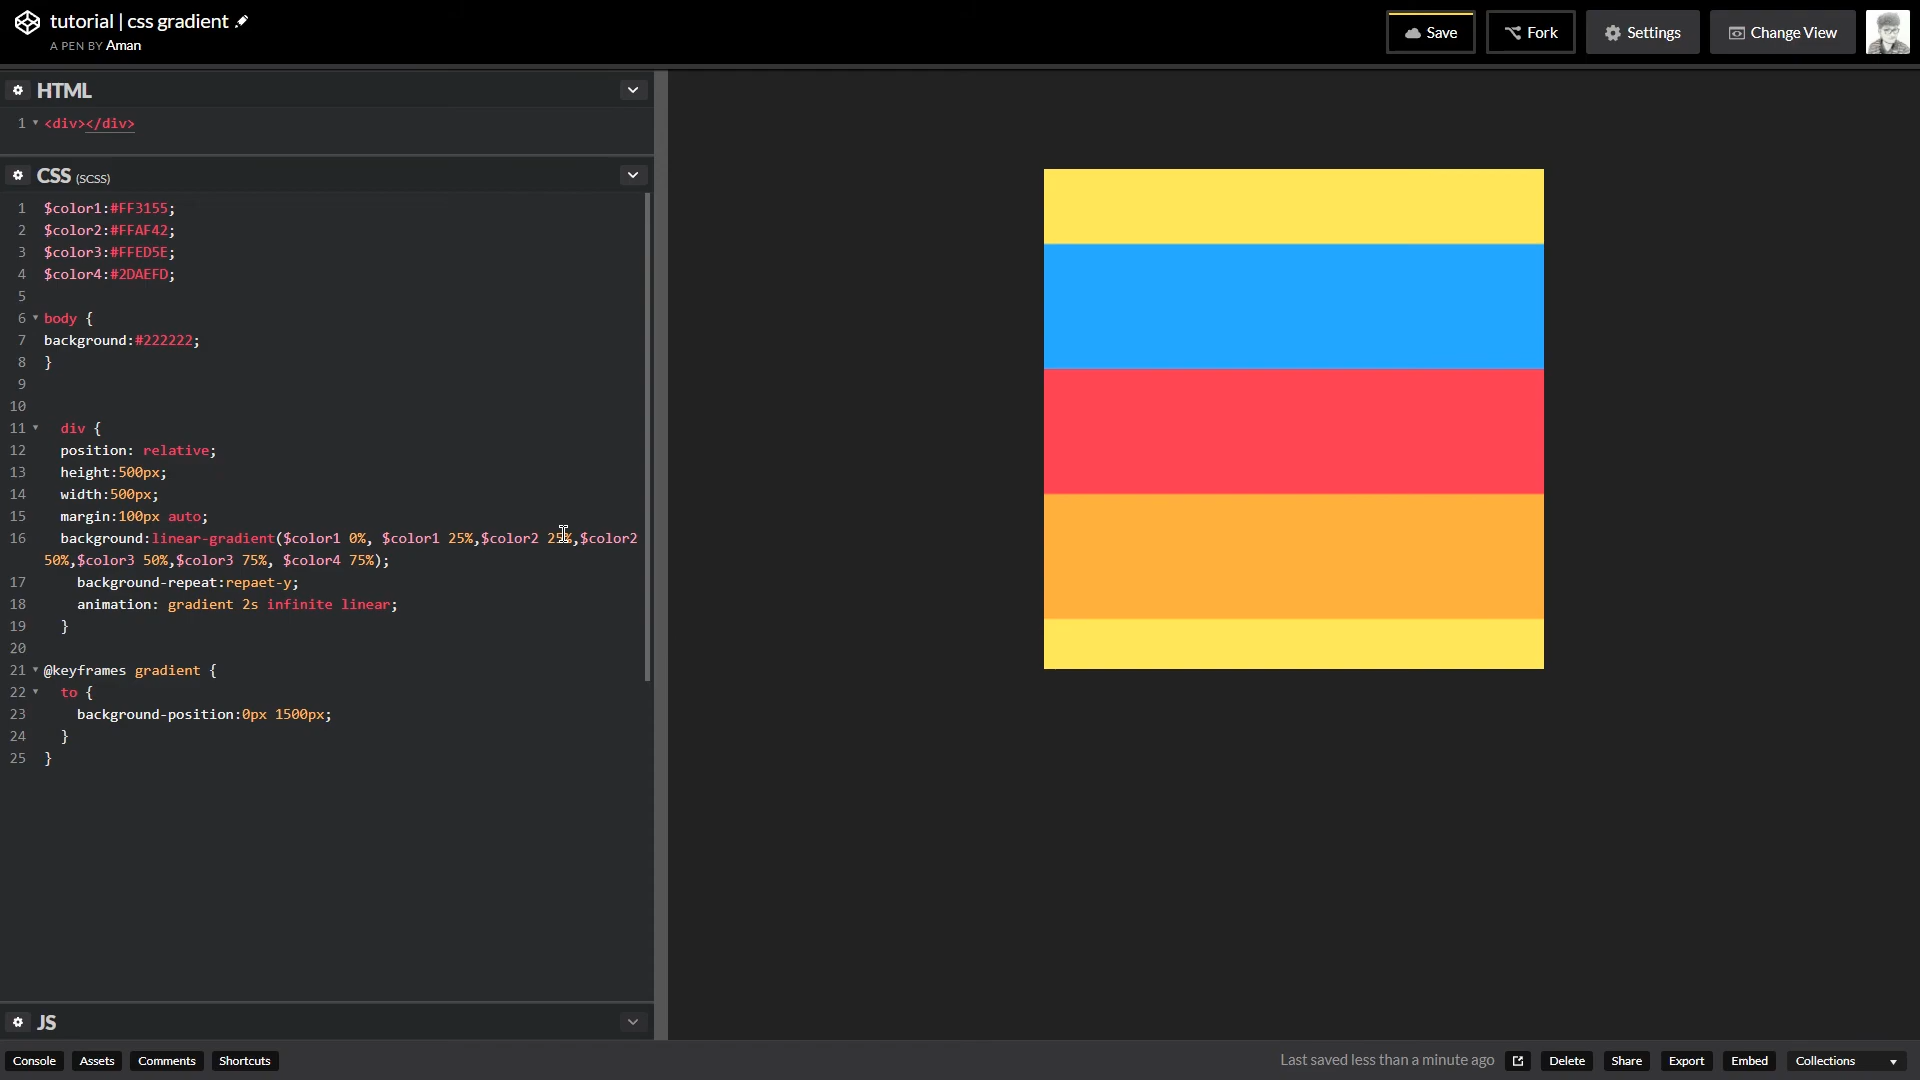 tutorial | css gradient
A PEN BY Aman
Save
Fork
Settings
Change View
HTML
1 <div></div>
CSS (SCSS)
1 $color1:#FF3155;
2 $color2:#FFAF42;
3 $color3:#FFED5E;
4 $color4:#2DAEFD;
5
6 body {
7 background:#222222;
8 }
9
10
11 div {
12 position: relative;
13 height:500px;
14 width:500px;
15 margin:100px auto;
16 background:linear-gradient($color1 0%, $color1 25%,$color2 25%,$color2
50%,$color3 50%,$color3 75%, $color4 75%);
17 background-repeat:repaet-y;
18 animation: gradient 2s infinite linear;
19 }
20
21 @keyframes gradient {
22 to {
23 background-position:0px 1500px;
24 }
25 }
JS
Console Assets Comments Shortcuts
Last saved less than a minute ago
Delete Share Export Embed Collections